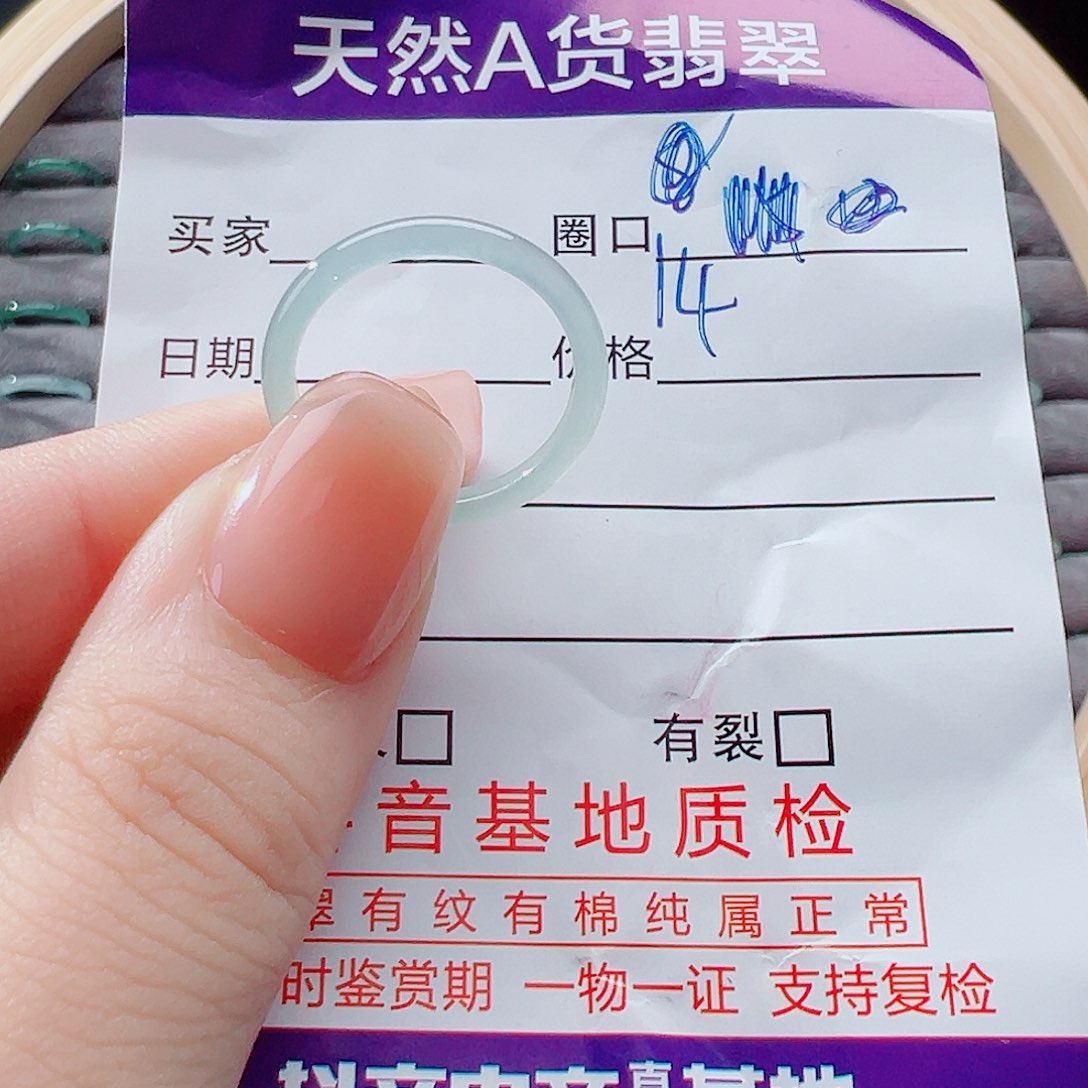 天然A货翡翠
买家 圈口
14
日期 价格
有裂
音基地质检
翠有纹有棉纯属正常
时鉴赏期 一物一证 支持复检